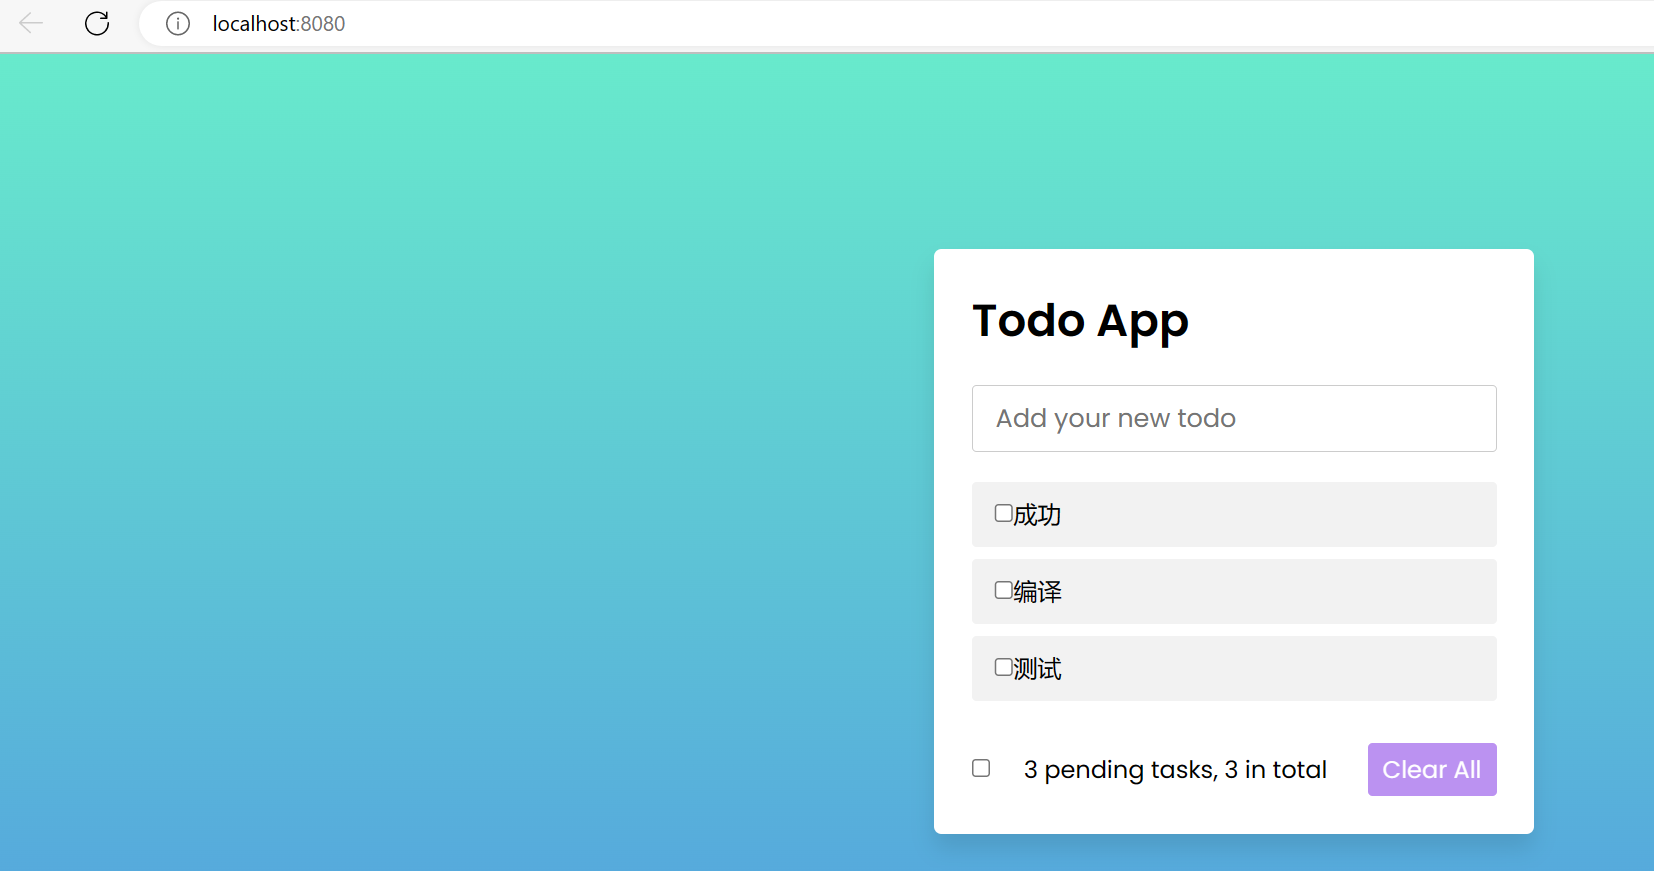 localhost:8080
Todo App
Add your new todo
成功
编译
测试
3 pending tasks, 3 in total
Clear All